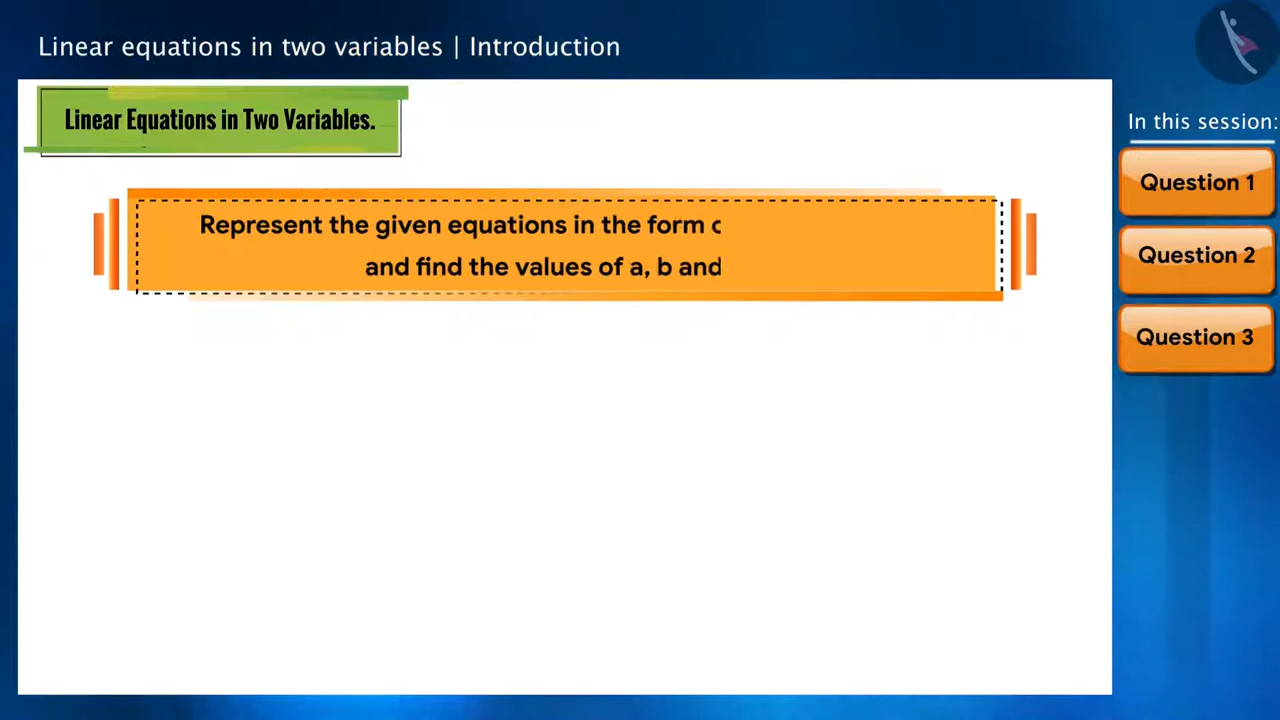 Linear equations in two variables | Introduction
Linear Equations in Two Variables.
Represent the given equations in the form
and find the values of a, b and
In this session:
Question 1
Question 2
Question 3